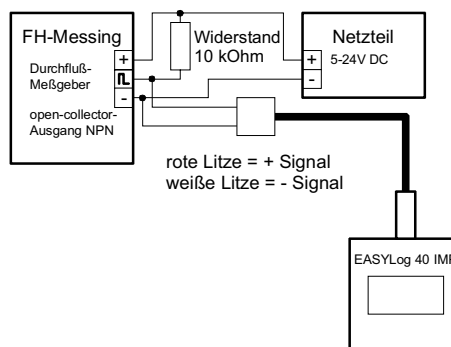 FH-Messing
Durchfluß-
Meßgeber
open-collector-
Ausgang NPN
+
-
Widerstand
10 kOhm
Netzteil
5-24V DC
+
-
rote Litze = + Signal
weiße Litze = - Signal
EASYLog 40 IMP